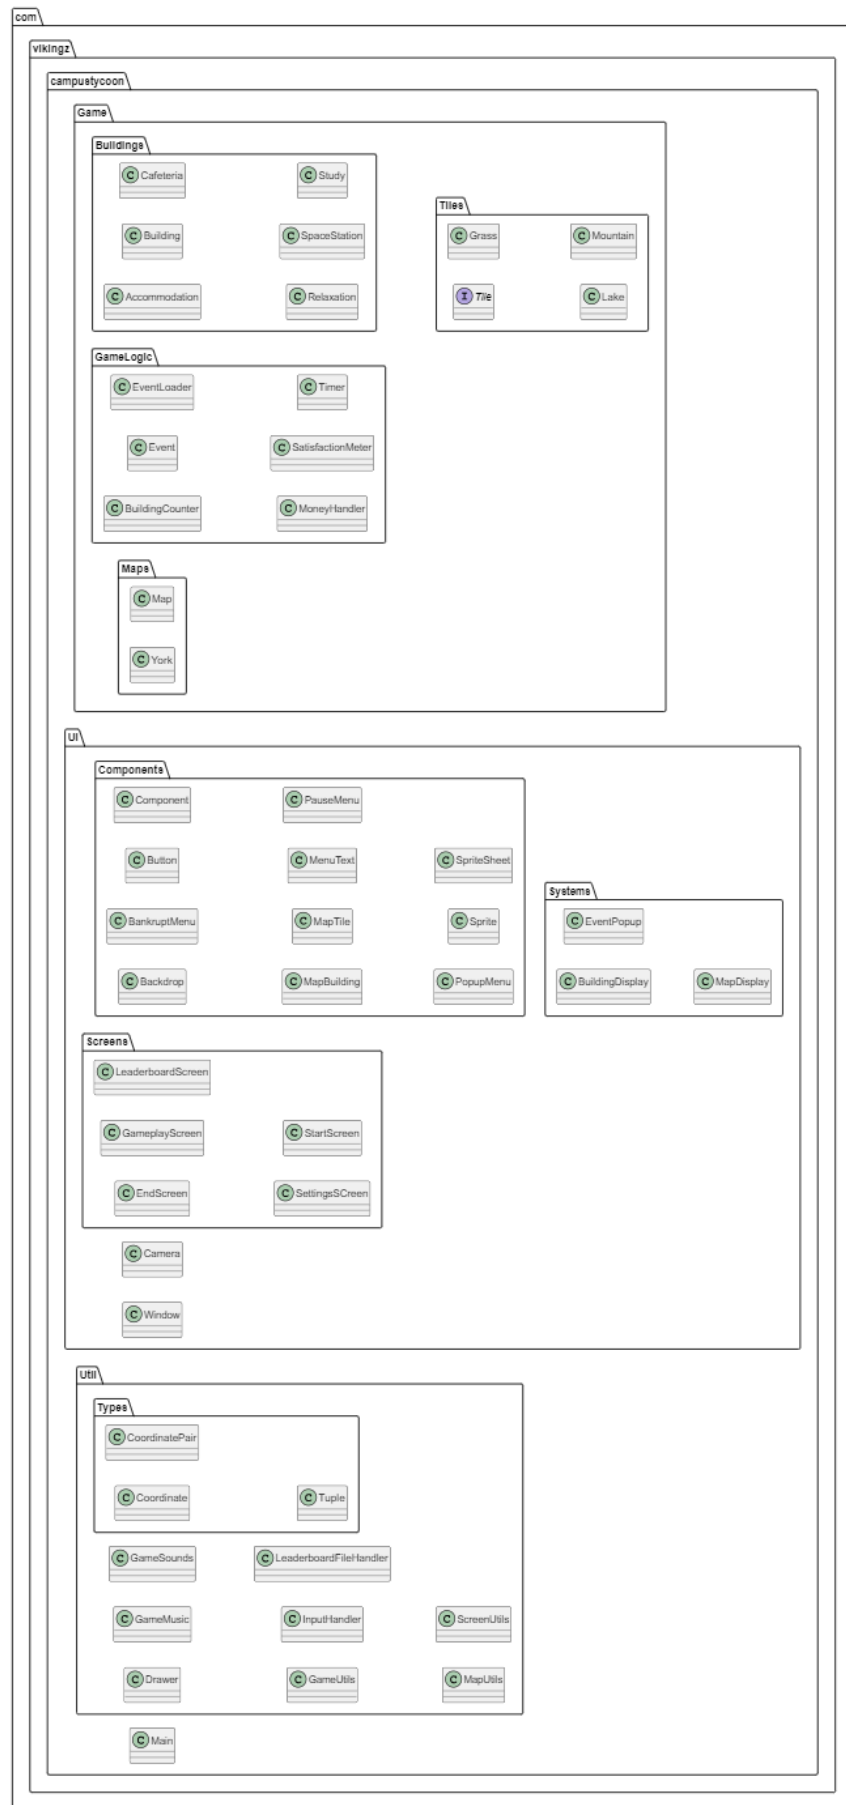 com
vikingz
campustycoon
Game
Buildings
C Cafeteria
C Study
C Building
C SpaceStation
C Accommodation
C Relaxation
Tiles
C Grass
C Mountain
I Tile
C Lake
GameLogic
C EventLoader
C Timer
C Event
C SatisfactionMeter
C BuildingCounter
C MoneyHandler
Maps
C Map
C York
UI
Components
C Component
C PauseMenu
C Button
C MenuText
C SpriteSheet
C BankruptMenu
C MapTile
C Sprite
C Backdrop
C MapBuilding
C PopupMenu
Systems
C EventPopup
C BuildingDisplay
C MapDisplay
Screens
C LeaderboardScreen
C GameplayScreen
C StartScreen
C EndScreen
C SettingsSCreen
C Camera
C Window
Util
Types
C CoordinatePair
C Coordinate
C Tuple
C GameSounds
C LeaderboardFileHandler
C GameMusic
C InputHandler
C ScreenUtils
C Drawer
C GameUtils
C MapUtils
C Main